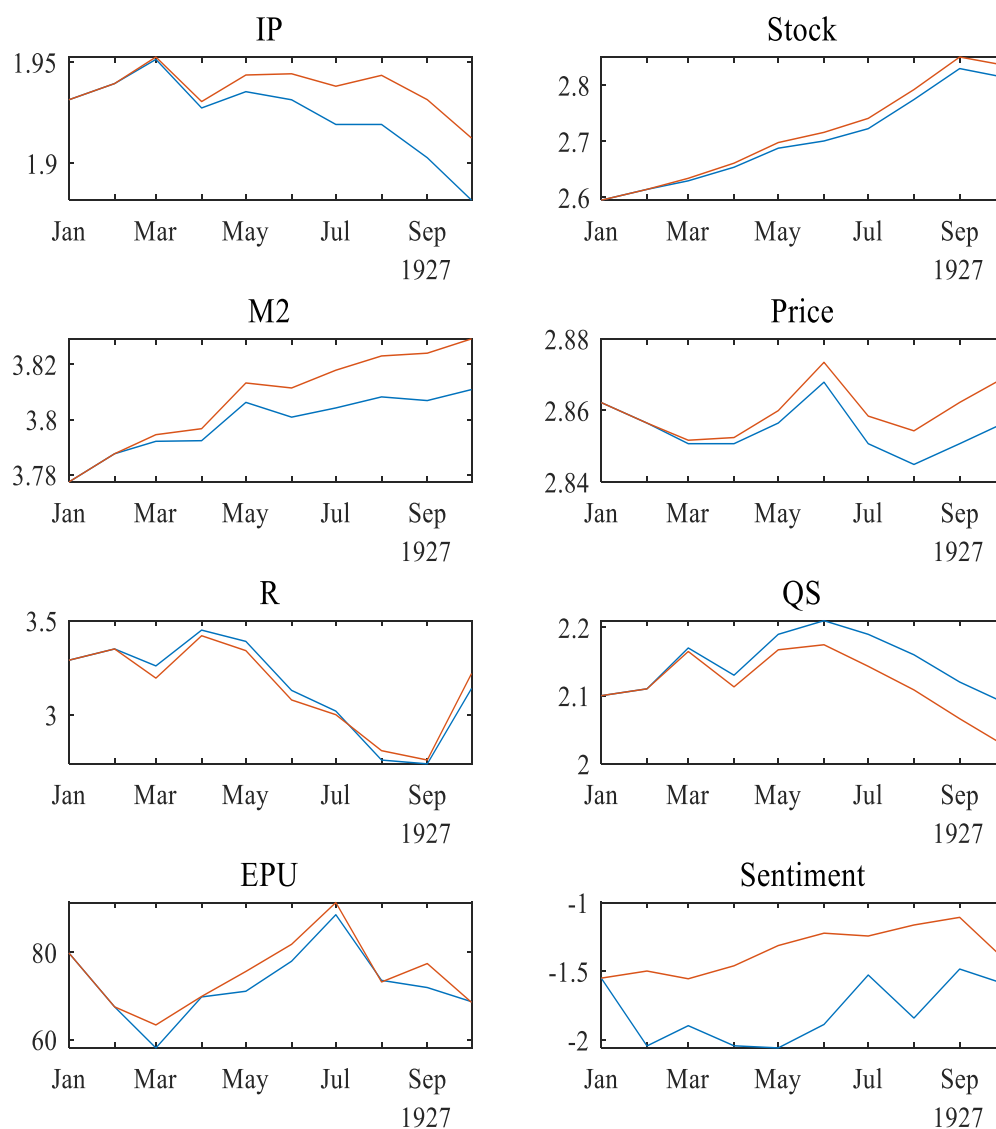 IP
1.95
1.9
Jan Mar May Jul Sep
1927
Stock
2.8
2.7
2.6
Jan Mar May Jul Sep
1927
M2
3.82
3.8
3.78
Jan Mar May Jul Sep
1927
Price
2.88
2.86
2.84
Jan Mar May Jul Sep
1927
R
3.5
3
Jan Mar May Jul Sep
1927
QS
2.2
2.1
2
Jan Mar May Jul Sep
1927
EPU
80
60
Jan Mar May Jul Sep
1927
Sentiment
-1
-1.5
-2
Jan Mar May Jul Sep
1927